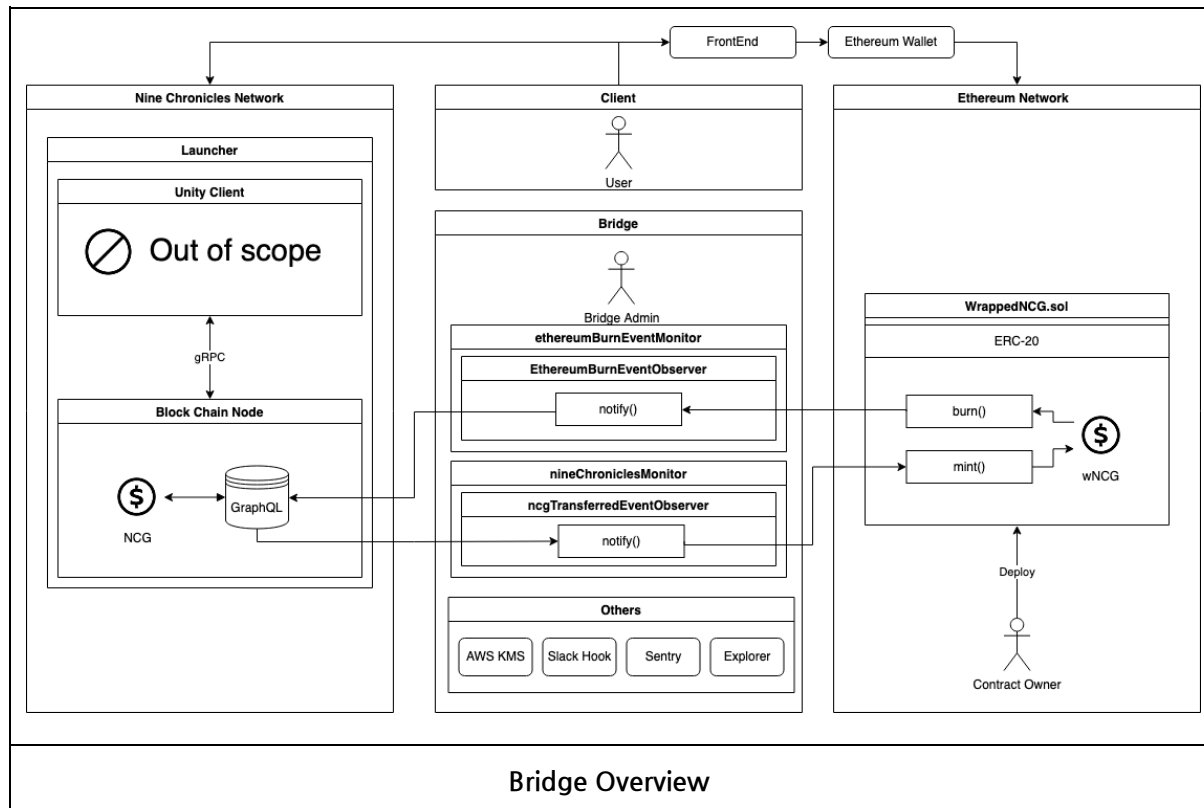 FrontEnd
Ethereum Wallet
Nine Chronicles Network
Launcher
Unity Client
Out of scope
gRPC
Block Chain Node
NCG
GraphQL
Client
User
Bridge
Bridge Admin
ethereumBurnEventMonitor
EthereumBurnEventObserver
notify()
nineChroniclesMonitor
ncgTransferredEventObserver
notify()
Others
AWS KMS
Slack Hook
Sentry
Explorer
Ethereum Network
WrappedNCG.sol
ERC-20
burn()
mint()
$
wNCG
Deploy
Contract Owner
$
Bridge Overview